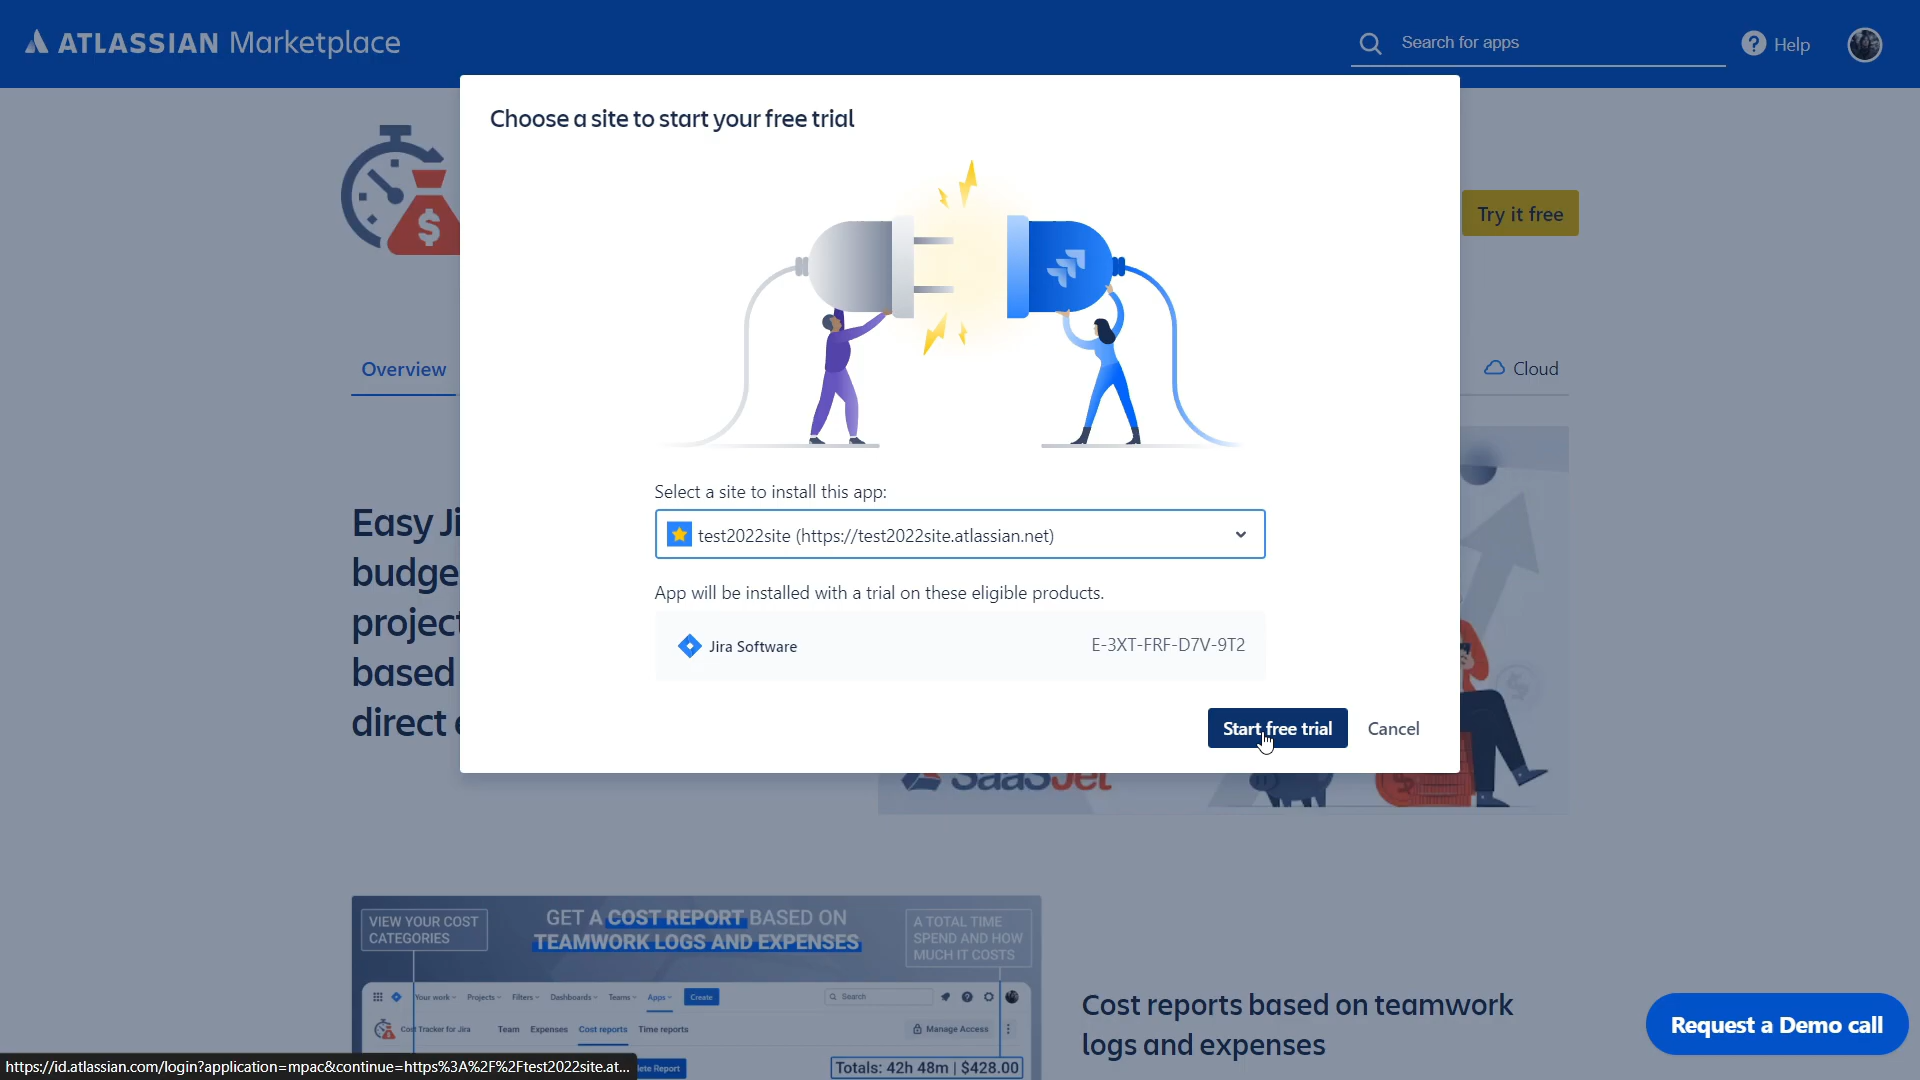 ATLASSIAN Marketplace
Search for apps
Help
Choose a site to start your free trial
$
Try it free
Overview
Cloud
Select a site to install this app:
test2022site (https://test2022site.atlassian.net)
App will be installed with a trial on these eligible products.
Jira Software E-3XT-FRF-D7V-9T2
Start free trial Cancel
Easy Ji
budge
project
based
direct
SaaSJet
VIEW YOUR COST
CATEGORIES
GET A COST REPORT BASED ON
TEAMWORK LOGS AND EXPENSES
A TOTAL TIME
SPEND AND HOW
MUCH IT COSTS
Your work Projects Filters Dashboards Teams Apps Create Search
Cost Tracker for Jira Team Expenses Cost reports Time reports Manage Access
Report
Totals: 42h 48m | $428.00
Cost reports based on teamwork
logs and expenses
Request a Demo call
https://id.atlassian.com/login?application=mpac&continue=https%3A%2F%2Ftest2022site.at...